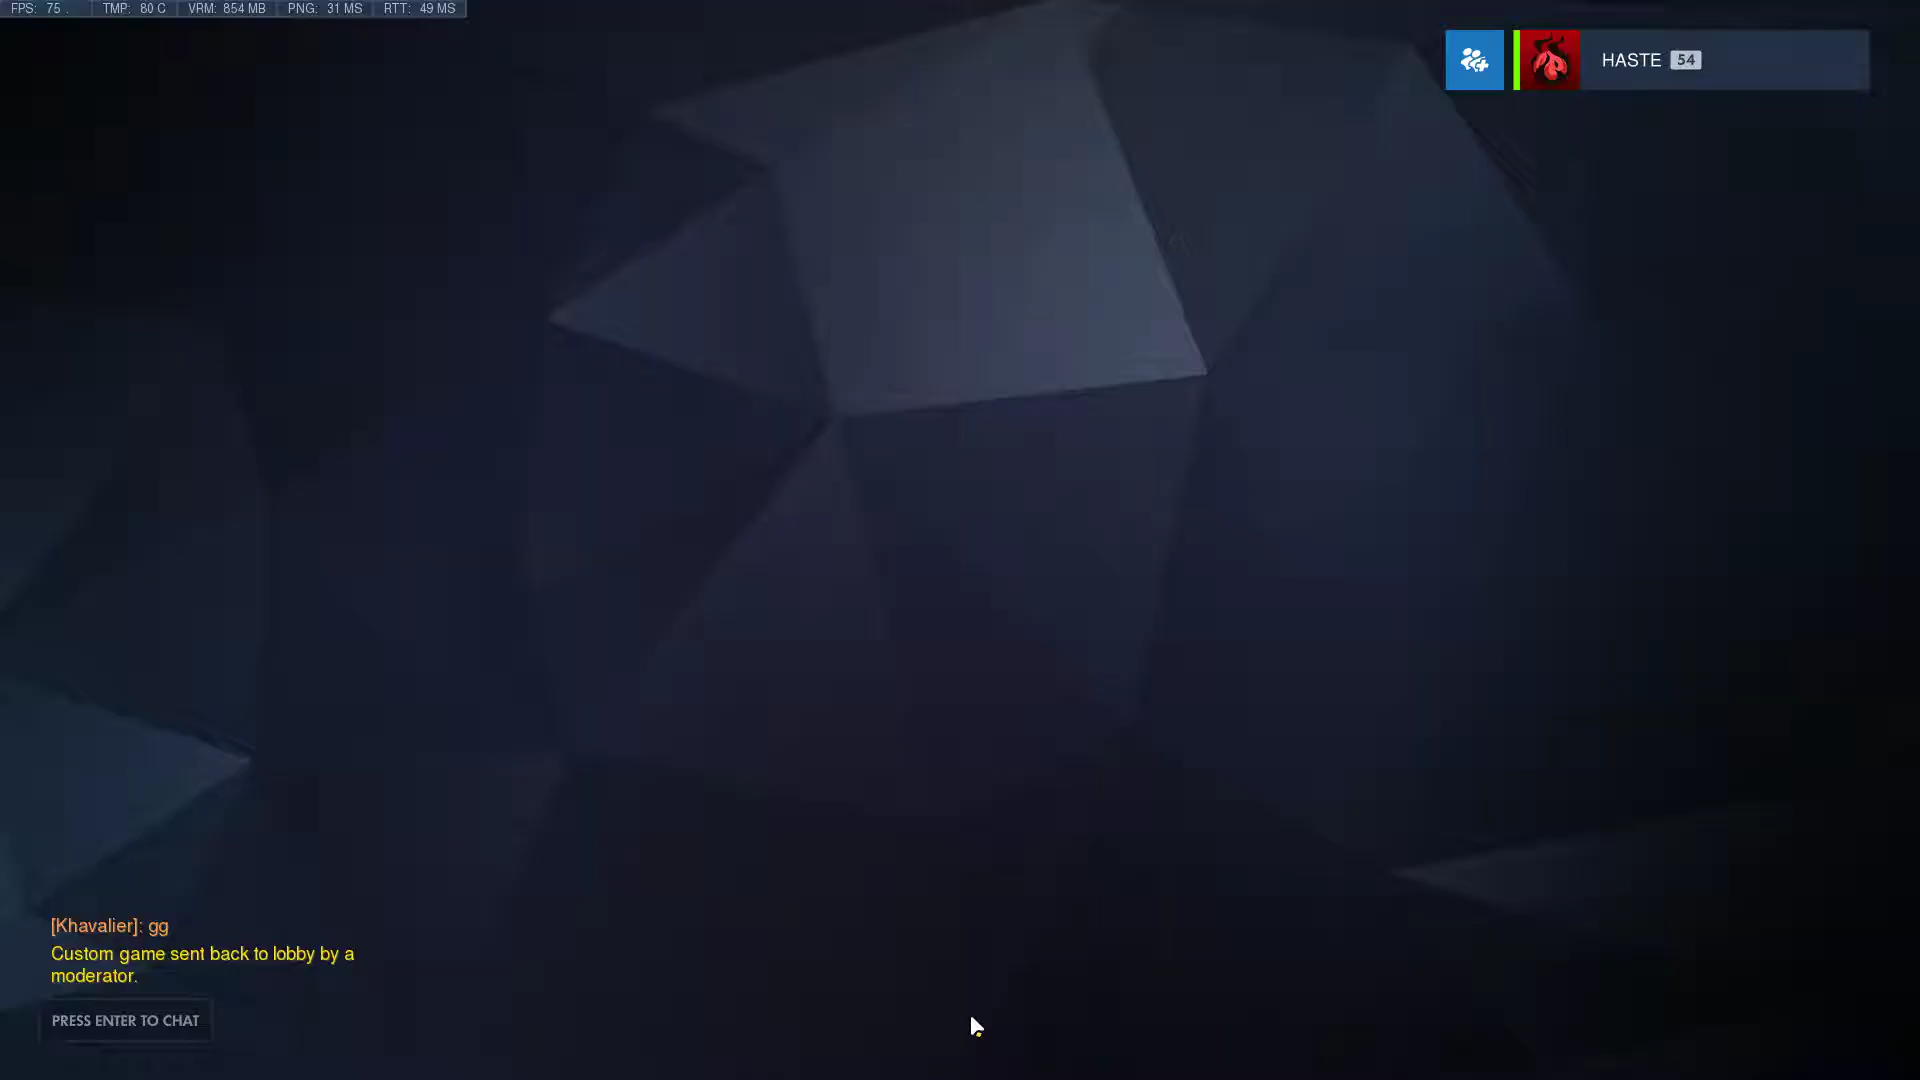 FPS: 75 . TMP: 80 C VRM: 854 MB PNG: 31 MS RTT: 49 MS
HASTE 54
[Khavalier]: gg
Custom game sent back to lobby by a
moderator.
PRESS ENTER TO CHAT